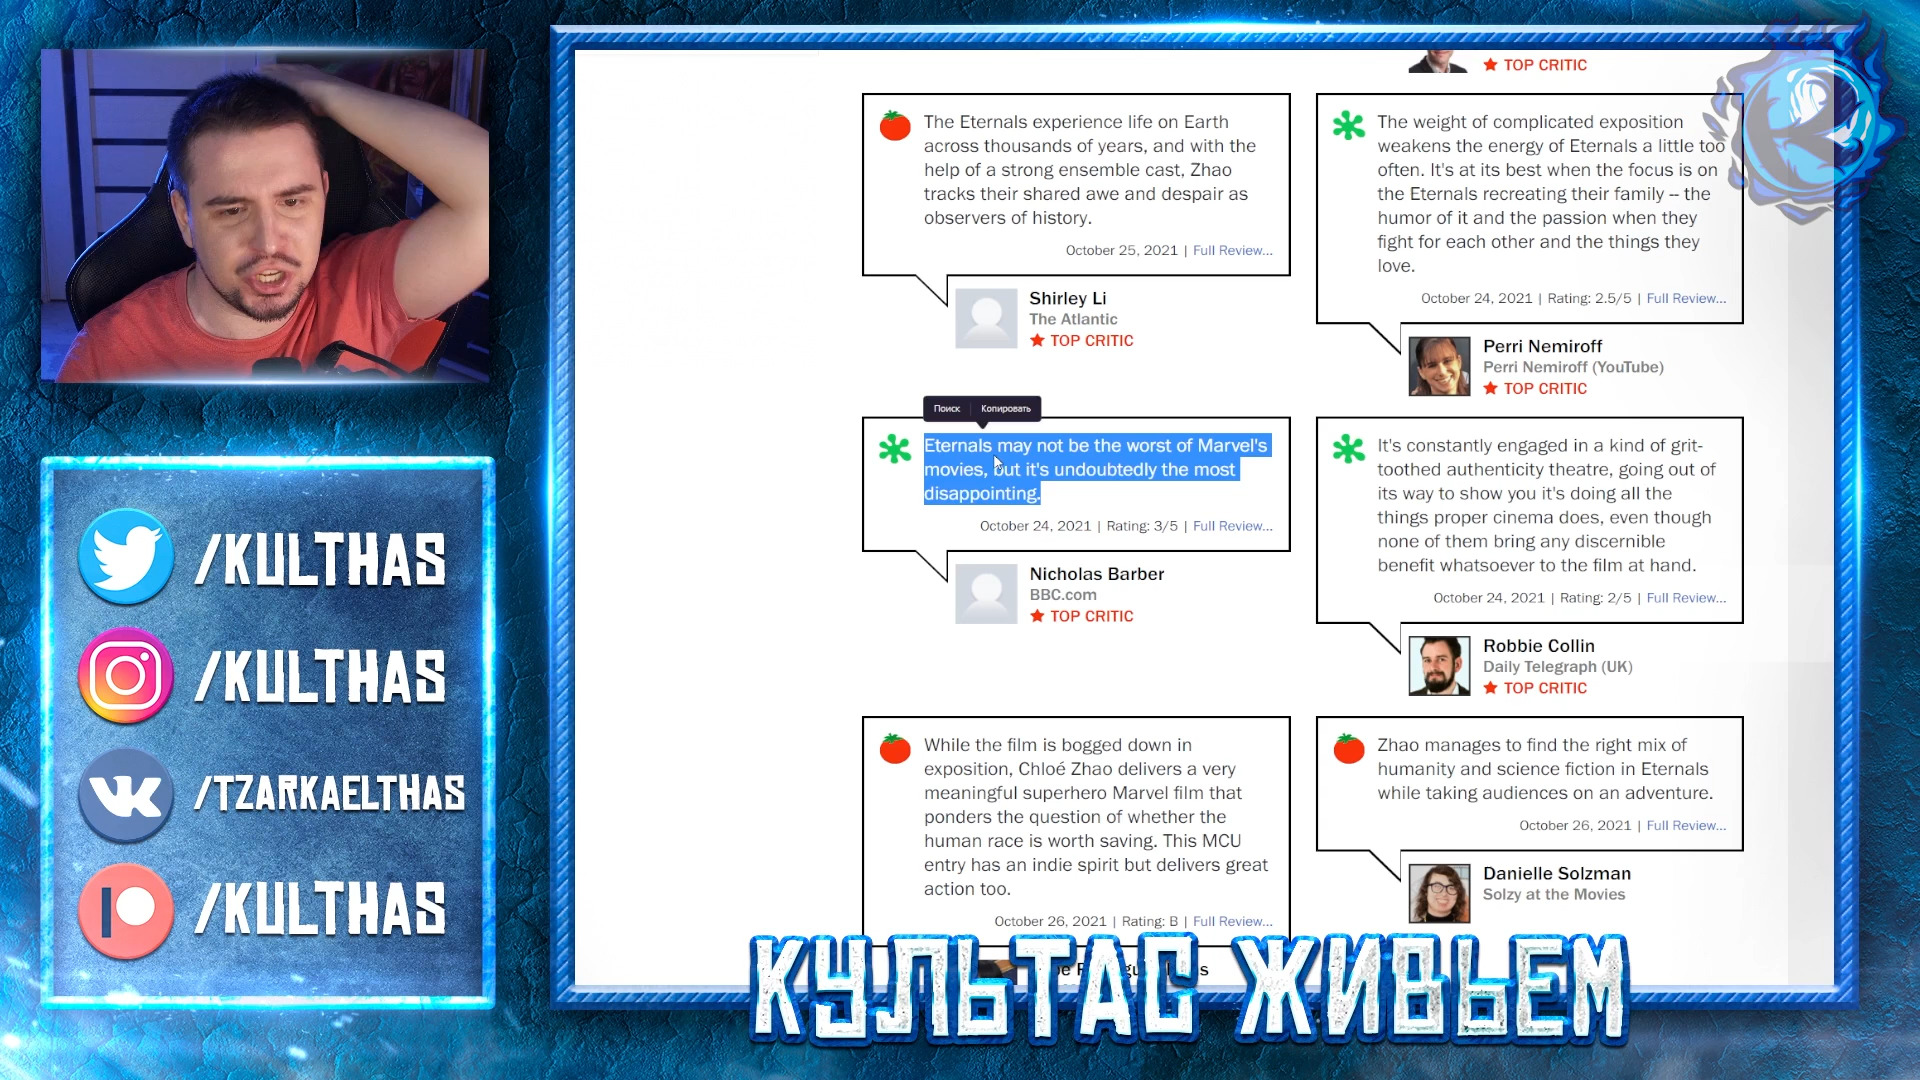 /KULTHAS
/KULTHAS
/TZARKAELTHAS
/KULTHAS
TOP CRITIC
The Eternals experience life on Earth
across thousands of years, and with the
help of a strong ensemble cast, Zhao
tracks their shared awe and despair as
observers of history.
October 25, 2021 | Full Review...
Shirley Li
The Atlantic
TOP CRITIC
The weight of complicated exposition
weakens the energy of Eternals a little too
often. It's at its best when the focus is on
the Eternals recreating their family -- the
humor of it and the passion when they
fight for each other and the things they
love.
October 24, 2021 | Rating: 2.5/5 | Full Review...
Perri Nemiroff
Perri Nemiroff (YouTube)
TOP CRITIC
Поиск Копировать
Eternals may not be the worst of Marvel's
movies, but it's undoubtedly the most
disappointing.
October 24, 2021 | Rating: 3/5 | Full Review...
Nicholas Barber
BBC.com
TOP CRITIC
It's constantly engaged in a kind of grit-
toothed authenticity theatre, going out of
its way to show you it's doing all the
things proper cinema does, even though
none of them bring any discernible
benefit whatsoever to the film at hand.
October 24, 2021 | Rating: 2/5 | Full Review...
Robbie Collin
Daily Telegraph (UK)
TOP CRITIC
While the film is bogged down in
exposition, Chloé Zhao delivers a very
meaningful superhero Marvel film that
ponders the question of whether the
human race is worth saving. This MCU
entry has an indie spirit but delivers great
action too.
October 26, 2021 | Rating: B | Full Review...
Zhao manages to find the right mix of
humanity and science fiction in Eternals
while taking audiences on an adventure.
October 26, 2021 | Full Review...
Danielle Solzman
Solzy at the Movies
КУЛЬТАС ЖИВЬЕМ